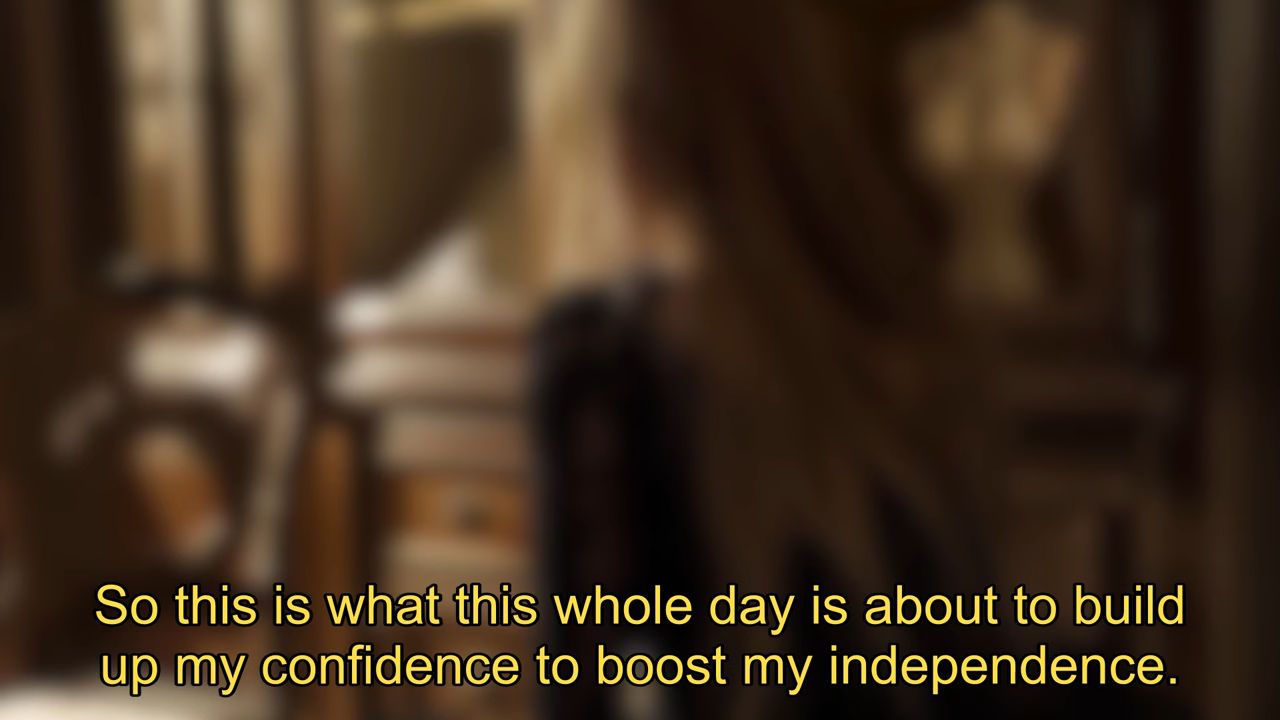 So this is what this whole day is about to build
up my confidence to boost my independence.